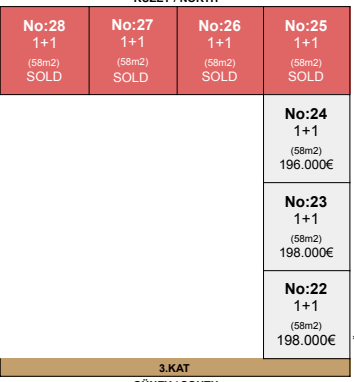 No:28
1+1
(58m2)
SOLD
No:27
1+1
(58m2)
SOLD
No:26
1+1
(58m2)
SOLD
No:25
1+1
(58m2)
SOLD
No:24
1+1
(58m2)
196.000€
No:23
1+1
(58m2)
198.000€
No:22
1+1
(58m2)
198.000€
3.KAT